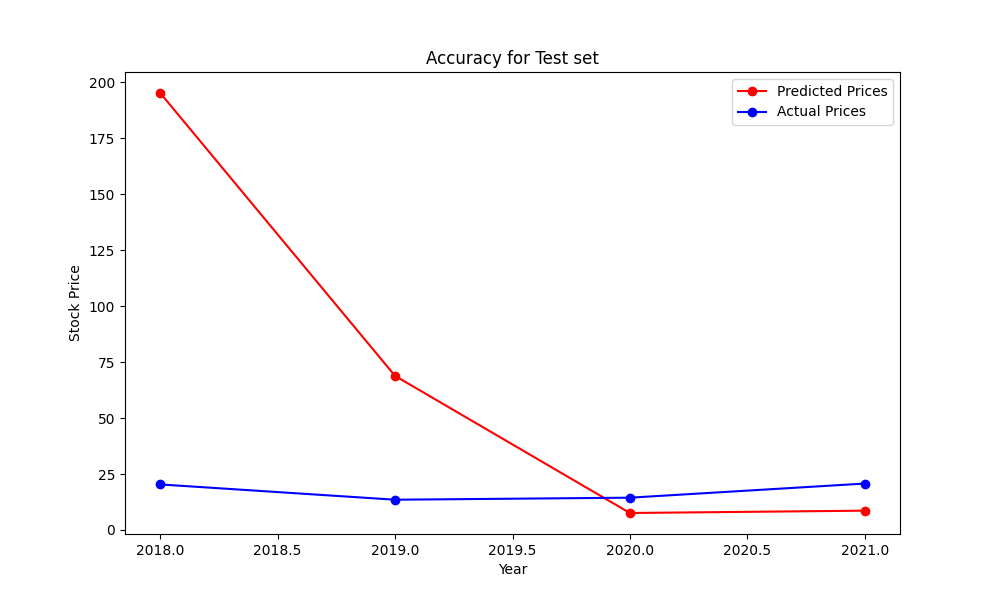 Accuracy for Test set
Predicted Prices
Actual Prices
Stock Price
200
175
150
125
100
75
50
25
0
2018.0 2018.5 2019.0 2019.5 2020.0 2020.5 2021.0
Year